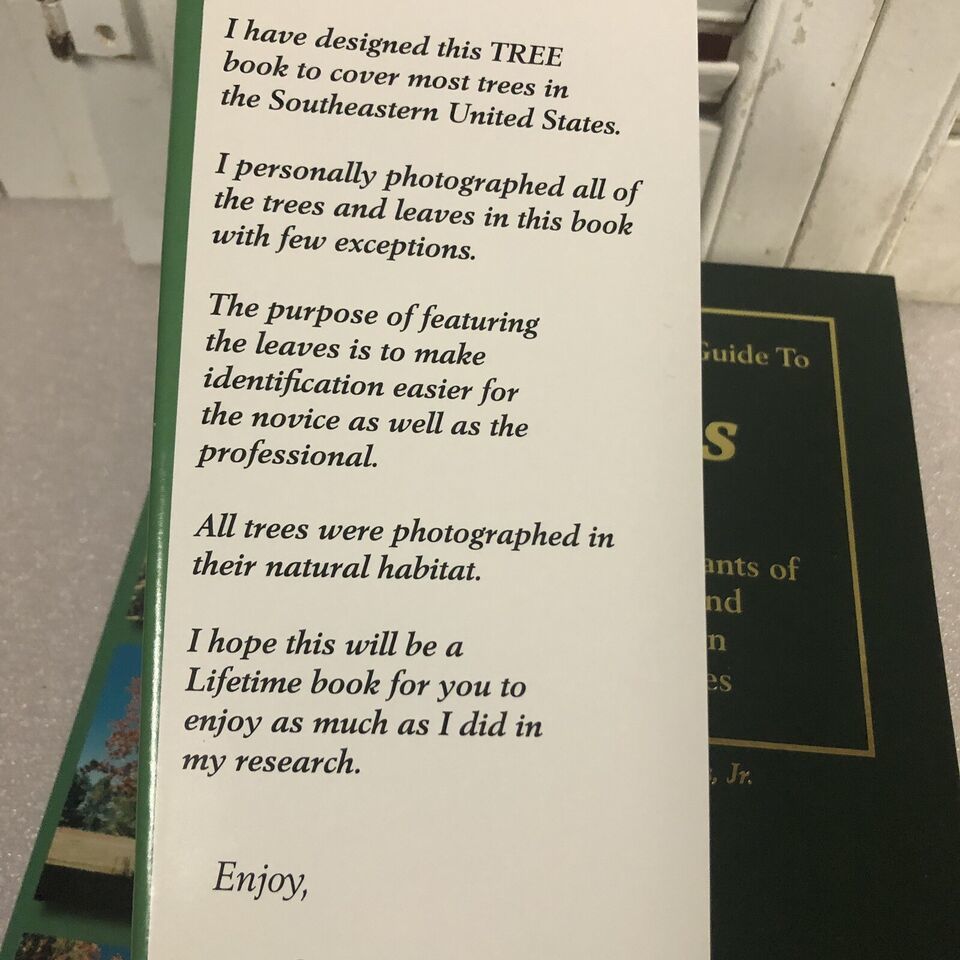 I have designed this TREE
book to cover most trees in
the Southeastern United States.
I personally photographed all of
the trees and leaves in this book
with few exceptions.
The purpose of featuring
the leaves is to make
identification easier for
the novice as well as the
professional.
All trees were photographed in
their natural habitat.
I hope this will be a
Lifetime book for you to
enjoy as much as I did in
my research.
Enjoy,
Guide To
of
Jr.